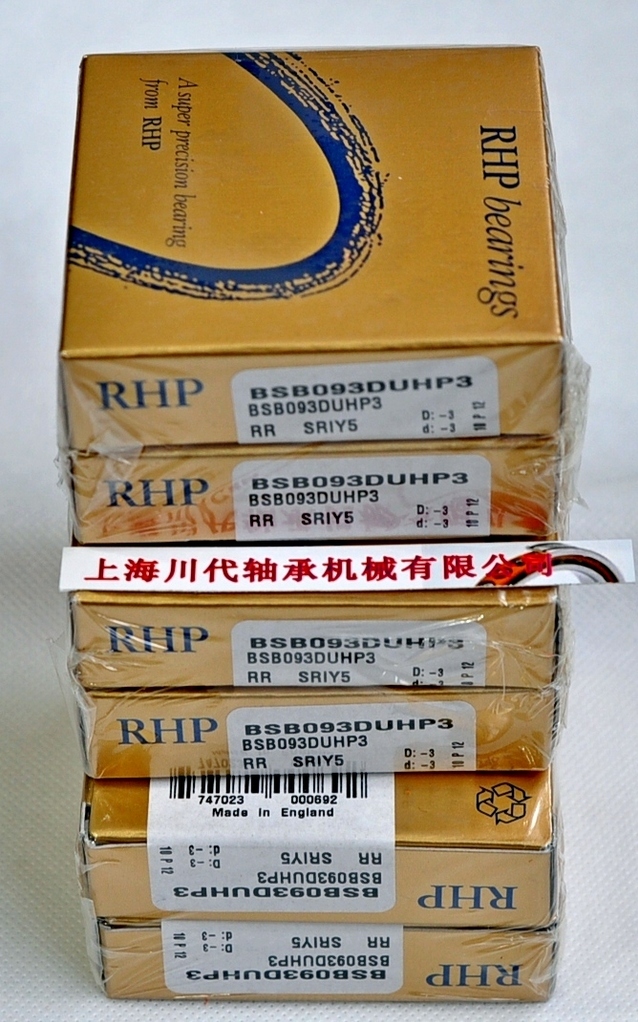 A super precision bearing
from RHP
RHP bearings
RHP
BSB093DUHP3
BSB093DUHP3
RR SRIY5
D: -3
d: -3
10 P 12
RHP
BSB093DUHP3
BSB093DUHP3
RR SRIY5
D: -3
d: -3
10 P 12
上海川代轴承机械有限公司
RHP
BSB093DUHP3
BSB093DUHP3
RR SRIY5
D: -3
d: -3
RHP
BSB093DUHP3
BSB093DUHP3
RR SRIY5
D: -3
d: -3
10 P 12
747023 000692
Made in England
RHP
BSB093DUHP3
BSB093DUHP3
RR SRIY5
D: -3
d: -3
10 P 12
RHP
BSB093DUHP3
BSB093DUHP3
RR SRIY5
D: -3
d: -3
10 P 12